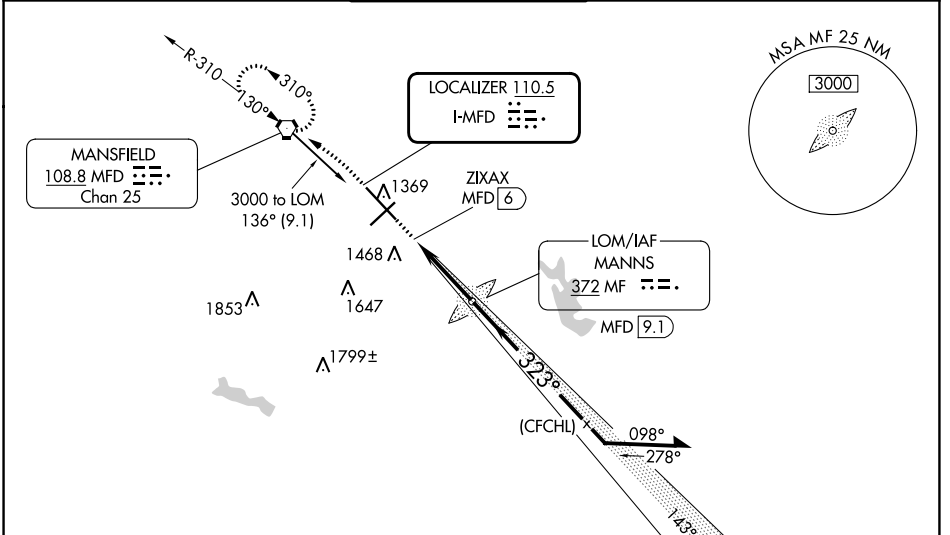 MSA MF 25 NM
3000
R-310
310°
130°
LOCALIZER 110.5
I-MFD
MANSFIELD
108.8 MFD
Chan 25
3000 to LOM
136° (9.1)
1369
ZIXAX
MFD 6
1468
LOM/IAF
MANNS
372 MF
MFD 9.1
1853
1647
1799±
323°
(CFCHL)
098°
278°
143°